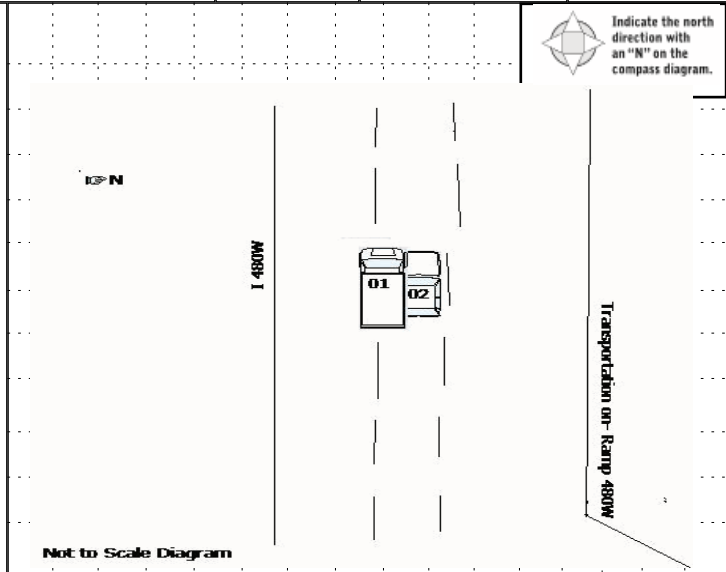 Indicate the north
direction with
an “N” on the
compass diagram.
☞ N
I 480W
01
02
Transportation on- Ramp 480W
Not to Scale Diagram